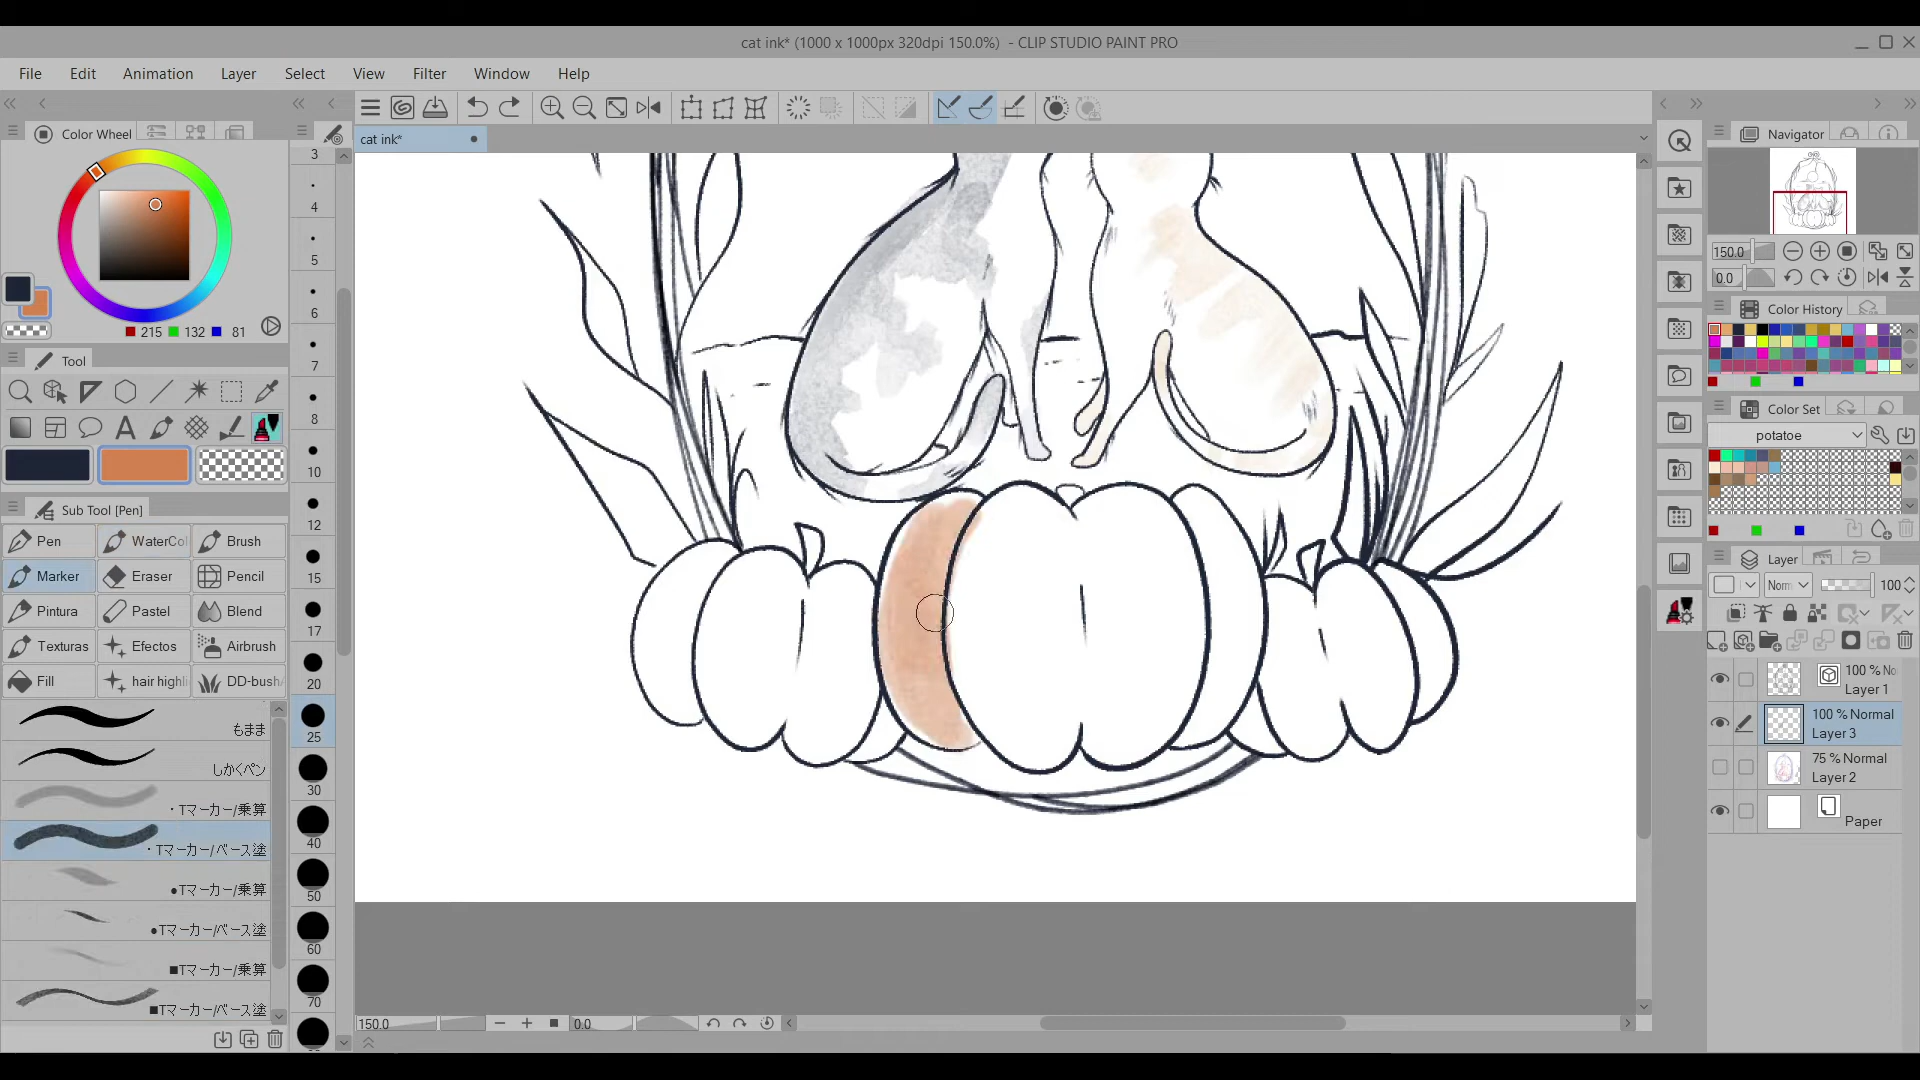 cat ink* (1000 x 1000px 320dpi 150.0%) - CLIP STUDIO PAINT PRO
File Edit Animation Layer Select View Filter Window Help
cat ink*
Color Wheel
215 132 81
Tool
Sub Tool [Pen]
Pen WaterCol Brush
Marker Eraser Pencil
Pintura Pastel Blend
Texturas Efectos Airbrush
Fill hair highli DD-bush
もまま
しかくペン
・Tマーカー/乗算
・Tマーカー/ベース塗
●Tマーカー/乗算
●Tマーカー/ベース塗
■Tマーカー/乗算
■Tマーカー/ベース塗
3
4
5
6
7
8
10
12
15
17
20
25
30
40
50
60
70
150.0 0.0
Navigator
150.0
0.0
Color History
Color Set
potatoe
Layer
Norm 100
100 % No
Layer 1
100 % Normal
Layer 3
75 % Normal
Layer 2
Paper